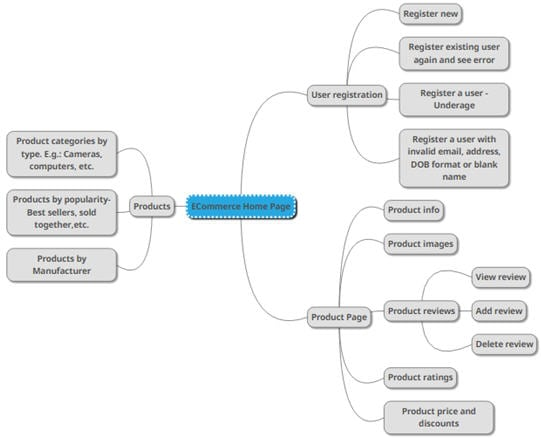 Register new
Register existing user
again and see error
User registration
Register a user -
Underage
Register a user with
invalid email, address,
DOB format or blank
name
Product categories by
type. E.g.: Cameras,
computers, etc.
Products by popularity-
Best sellers, sold
together,etc.
Products by
Manufacturer
Products
ECommerce Home Page
Product info
Product images
Product Page
Product reviews
View review
Add review
Delete review
Product ratings
Product price and
discounts